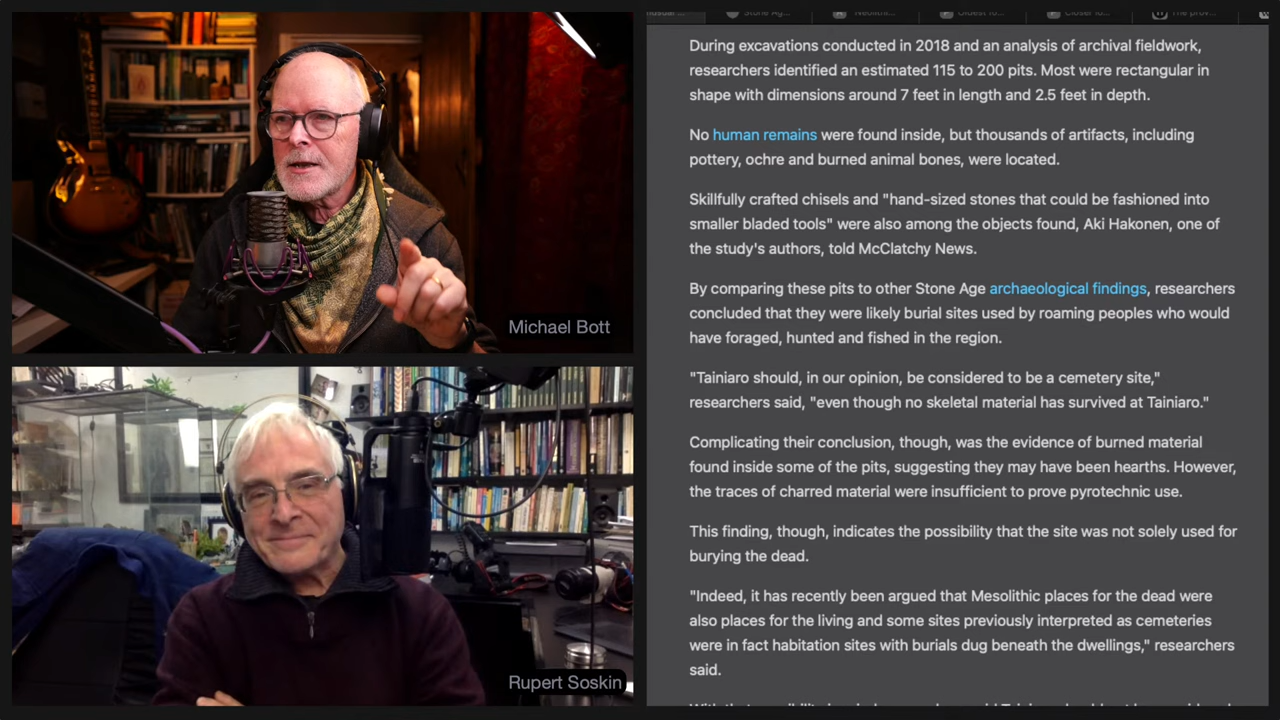 Michael Bott
Rupert Soskin
Stone Ag...
Neolithi...
Oldest to...
Closer to...
The prov...
During excavations conducted in 2018 and an analysis of archival fieldwork,
researchers identified an estimated 115 to 200 pits. Most were rectangular in
shape with dimensions around 7 feet in length and 2.5 feet in depth.
No human remains were found inside, but thousands of artifacts, including
pottery, ochre and burned animal bones, were located.
Skillfully crafted chisels and "hand-sized stones that could be fashioned into
smaller bladed tools" were also among the objects found, Aki Hakonen, one of
the study's authors, told McClatchy News.
By comparing these pits to other Stone Age archaeological findings, researchers
concluded that they were likely burial sites used by roaming peoples who would
have foraged, hunted and fished in the region.
"Tainiaro should, in our opinion, be considered to be a cemetery site,"
researchers said, "even though no skeletal material has survived at Tainiaro."
Complicating their conclusion, though, was the evidence of burned material
found inside some of the pits, suggesting they may have been hearths. However,
the traces of charred material were insufficient to prove pyrotechnic use.
This finding, though, indicates the possibility that the site was not solely used for
burying the dead.
"Indeed, it has recently been argued that Mesolithic places for the dead were
also places for the living and some sites previously interpreted as cemeteries
were in fact habitation sites with burials dug beneath the dwellings," researchers
said.